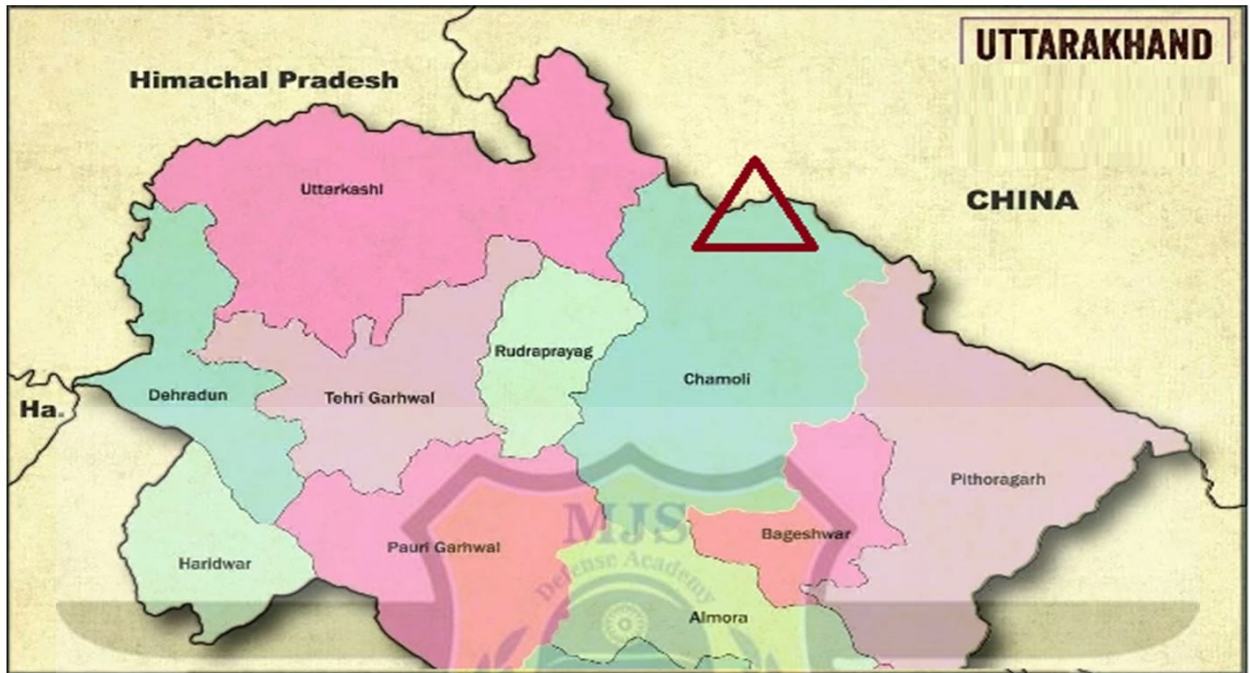 UTTARAKHAND
Himachal Pradesh
Uttarkashi
CHINA
Rudraprayag
Chamoli
Ha.
Dehradun
Tehri Garhwal
Pithoragarh
MJS
Bageshwar
Pauri Garhwal
Haridwar
Defense Academy
Almora